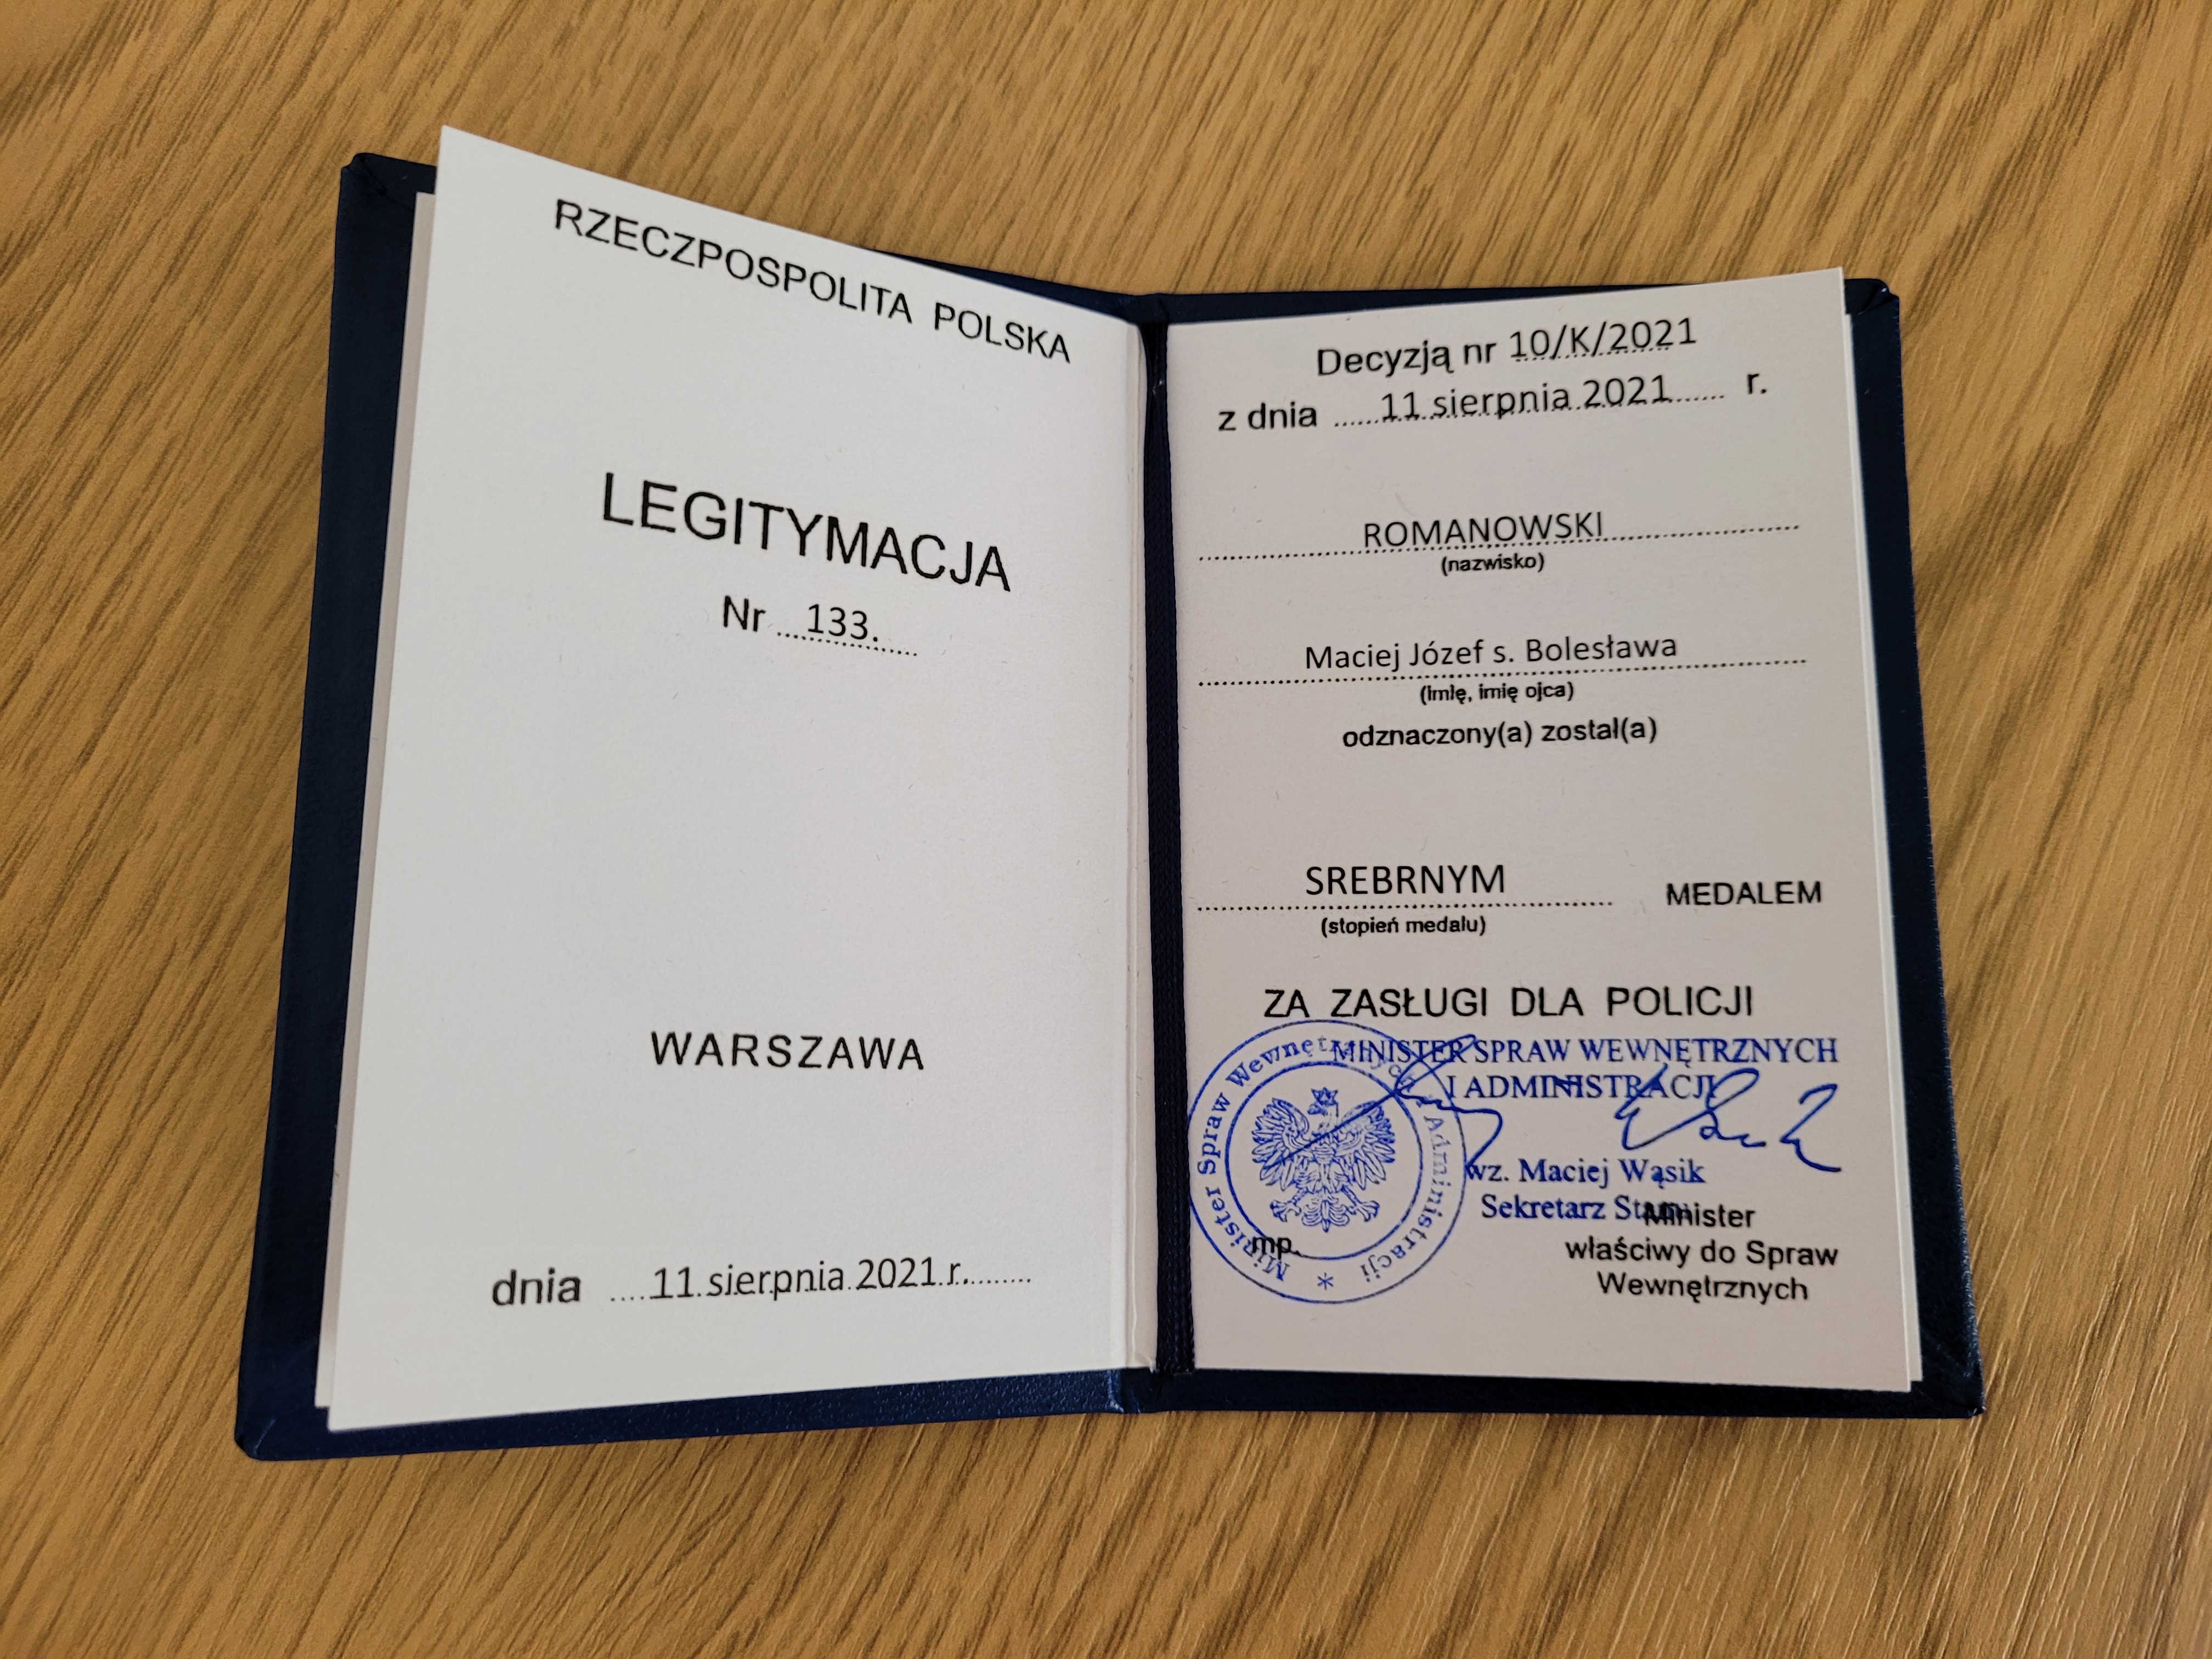 RZECZPOSPOLITA POLSKA
LEGITYMACJA
Nr 133.
WARSZAWA
dnia 11 sierpnia 2021 r.
Decyzją nr 10/K/2021
z dnia 11 sierpnia 2021 r.
ROMANOWSKI
(nazwisko)
Maciej Józef s. Bolesława
(imię, imię ojca)
odznaczony(a) został(a)
SREBRNYM MEDALEM
(stopień medalu)
ZA ZASŁUGI DLA POLICJI
MINISTER SPRAW WEWNĘTRZNYCH
I ADMINISTRACJI
wz. Maciej Wąsik
Sekretarz Stanu
Minister
właściwy do Spraw
Wewnętrznych
mp.
Minister Spraw Wewnętrznych i Administracji *